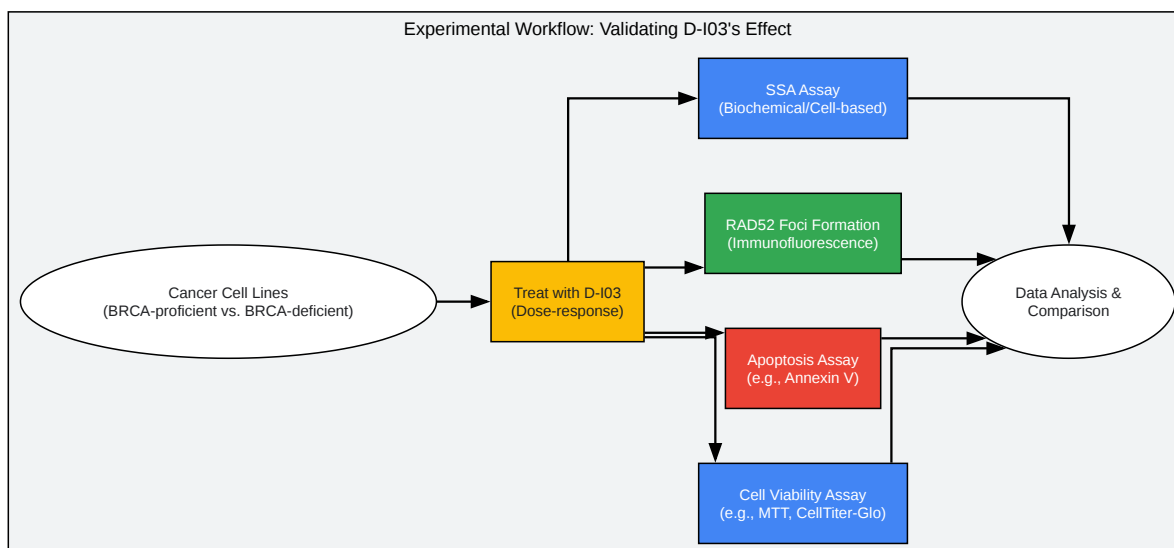 Experimental Workflow: Validating D-I03's Effect
SSA Assay
(Biochemical/Cell-based)
RAD52 Foci Formation
(Immunofluorescence)
Cancer Cell Lines
(BRCA-proficient vs. BRCA-deficient)
Treat with D-I03
(Dose-response)
Data Analysis &
Comparison
Apoptosis Assay
(e.g., Annexin V)
Cell Viability Assay
(e.g., MTT, CellTiter-Glo)